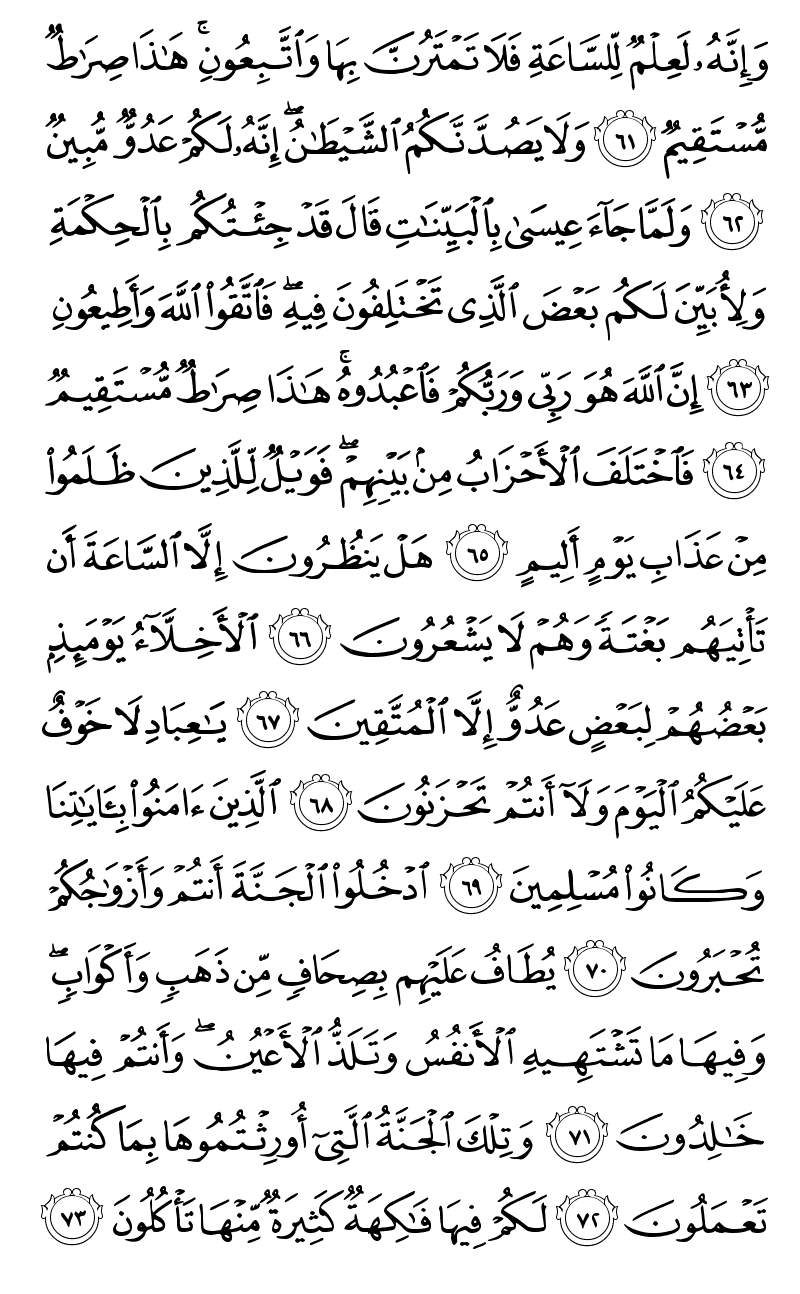 وَإِنَّهُۥ لَعِلْمٌ لِّلسَّاعَةِ فَلَا تَمْتَرُنَّ بِهَا وَٱتَّبِعُونِ ۚ هَـٰذَا صِرَٰطٌ
مُّسْتَقِيمٌ ٦١ وَلَا يَصُدَّنَّكُمُ ٱلشَّيْطَـٰنُ ۖ إِنَّهُۥ لَكُمْ عَدُوٌّ مُّبِينٌ
٦٢ وَلَمَّا جَآءَ عِيسَىٰ بِٱلْبَيِّنَـٰتِ قَالَ قَدْ جِئْتُكُم بِٱلْحِكْمَةِ
وَلِأُبَيِّنَ لَكُم بَعْضَ ٱلَّذِى تَخْتَلِفُونَ فِيهِ ۖ فَٱتَّقُوا۟ ٱللَّهَ وَأَطِيعُونِ
٦٣ إِنَّ ٱللَّهَ هُوَ رَبِّى وَرَبُّكُمْ فَٱعْبُدُوهُ ۚ هَـٰذَا صِرَٰطٌ مُّسْتَقِيمٌ
٦٤ فَٱخْتَلَفَ ٱلْأَحْزَابُ مِنۢ بَيْنِهِمْ ۖ فَوَيْلٌ لِّلَّذِينَ ظَلَمُوا۟
مِنْ عَذَابِ يَوْمٍ أَلِيمٍ ٦٥ هَلْ يَنظُرُونَ إِلَّا ٱلسَّاعَةَ أَن
تَأْتِيَهُم بَغْتَةً وَهُمْ لَا يَشْعُرُونَ ٦٦ ٱلْأَخِلَّآءُ يَوْمَئِذٍۭ
بَعْضُهُمْ لِبَعْضٍ عَدُوٌّ إِلَّا ٱلْمُتَّقِينَ ٦٧ يَـٰعِبَادِ لَا خَوْفٌ
عَلَيْكُمُ ٱلْيَوْمَ وَلَآ أَنتُمْ تَحْزَنُونَ ٦٨ ٱلَّذِينَ ءَامَنُوا۟ بِـَٔايَـٰتِنَا
وَكَانُوا۟ مُسْلِمِينَ ٦٩ ٱدْخُلُوا۟ ٱلْجَنَّةَ أَنتُمْ وَأَزْوَٰجُكُمْ
تُحْبَرُونَ ٧٠ يُطَافُ عَلَيْهِم بِصِحَافٍ مِّن ذَهَبٍ وَأَكْوَابٍ ۖ
وَفِيهَا مَا تَشْتَهِيهِ ٱلْأَنفُسُ وَتَلَذُّ ٱلْأَعْيُنُ ۖ وَأَنتُمْ فِيهَا
خَـٰلِدُونَ ٧١ وَتِلْكَ ٱلْجَنَّةُ ٱلَّتِىٓ أُورِثْتُمُوهَا بِمَا كُنتُمْ
تَعْمَلُونَ ٧٢ لَكُمْ فِيهَا فَـٰكِهَةٌ كَثِيرَةٌ مِّنْهَا تَأْكُلُونَ ٧٣